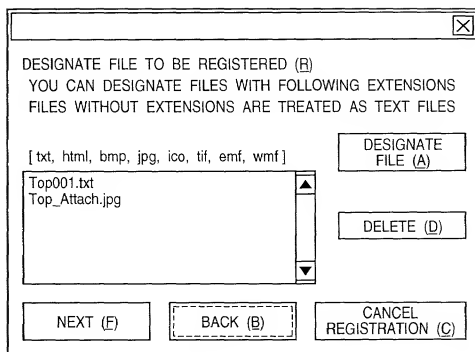 DESIGNATE FILE TO BE REGISTERED (R)
YOU CAN DESIGNATE FILES WITH FOLLOWING EXTENSIONS
FILES WITHOUT EXTENSIONS ARE TREATED AS TEXT FILES
[ txt, html, bmp, jpg, ico, tif, emf, wmf ]
DESIGNATE
FILE (A)
Top001.txt
Top_Attach.jpg
DELETE (D)
NEXT (F)
BACK (B)
CANCEL
REGISTRATION (C)